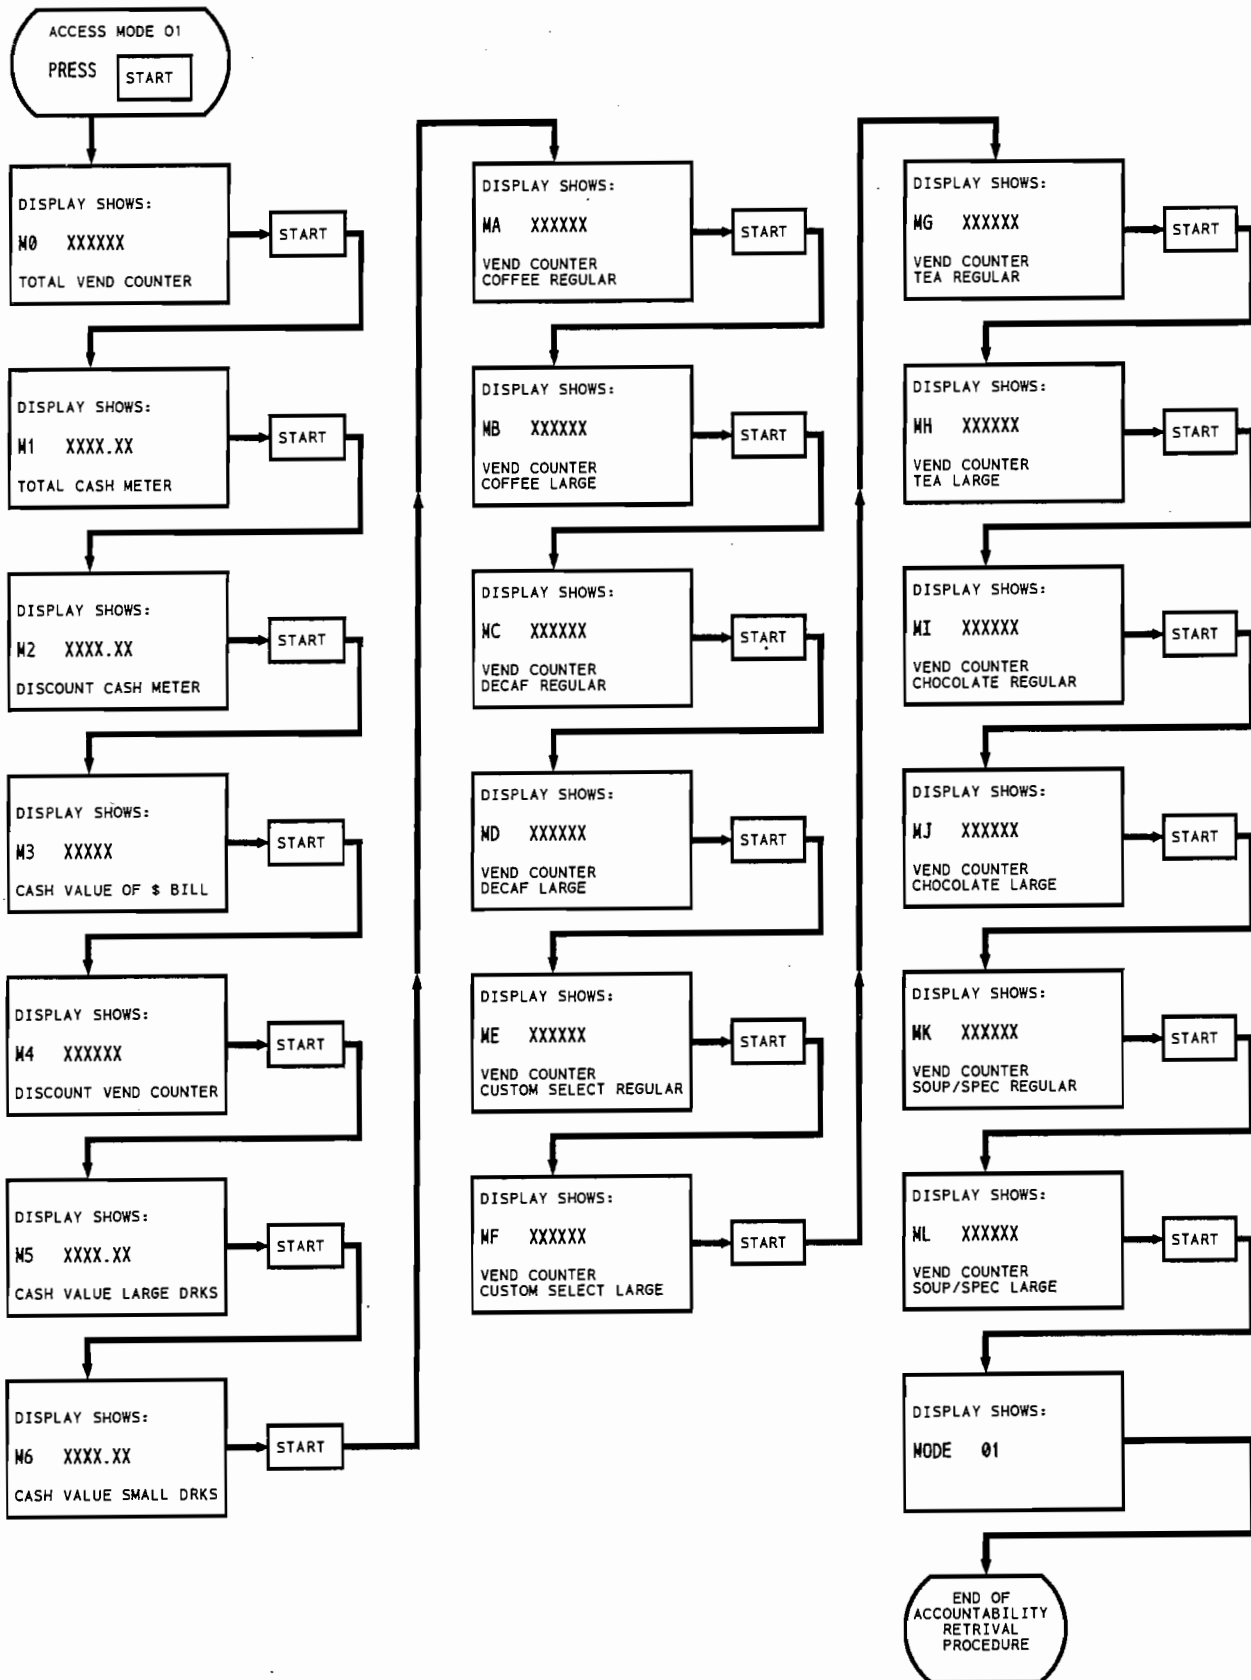 ACCESS MODE 01
PRESS START
DISPLAY SHOWS:
M0 XXXXXX
TOTAL VEND COUNTER
START
DISPLAY SHOWS:
M1 XXXX.XX
TOTAL CASH METER
START
DISPLAY SHOWS:
M2 XXXX.XX
DISCOUNT CASH METER
START
DISPLAY SHOWS:
M3 XXXXX
CASH VALUE OF $ BILL
START
DISPLAY SHOWS:
M4 XXXXXX
DISCOUNT VEND COUNTER
START
DISPLAY SHOWS:
M5 XXXX.XX
CASH VALUE LARGE DRKS
START
DISPLAY SHOWS:
M6 XXXX.XX
CASH VALUE SMALL DRKS
START
DISPLAY SHOWS:
MA XXXXXX
VEND COUNTER
COFFEE REGULAR
START
DISPLAY SHOWS:
MB XXXXXX
VEND COUNTER
COFFEE LARGE
START
DISPLAY SHOWS:
MC XXXXXX
VEND COUNTER
DECAF REGULAR
START
DISPLAY SHOWS:
MD XXXXXX
VEND COUNTER
DECAF LARGE
START
DISPLAY SHOWS:
ME XXXXXX
VEND COUNTER
CUSTOM SELECT REGULAR
START
DISPLAY SHOWS:
MF XXXXXX
VEND COUNTER
CUSTOM SELECT LARGE
START
DISPLAY SHOWS:
MG XXXXXX
VEND COUNTER
TEA REGULAR
START
DISPLAY SHOWS:
MH XXXXXX
VEND COUNTER
TEA LARGE
START
DISPLAY SHOWS:
MI XXXXXX
VEND COUNTER
CHOCOLATE REGULAR
START
DISPLAY SHOWS:
MJ XXXXXX
VEND COUNTER
CHOCOLATE LARGE
START
DISPLAY SHOWS:
MK XXXXXX
VEND COUNTER
SOUP/SPEC REGULAR
START
DISPLAY SHOWS:
ML XXXXXX
VEND COUNTER
SOUP/SPEC LARGE
START
DISPLAY SHOWS:
MODE 01
END OF
ACCOUNTABILITY
RETRIVAL
PROCEDURE